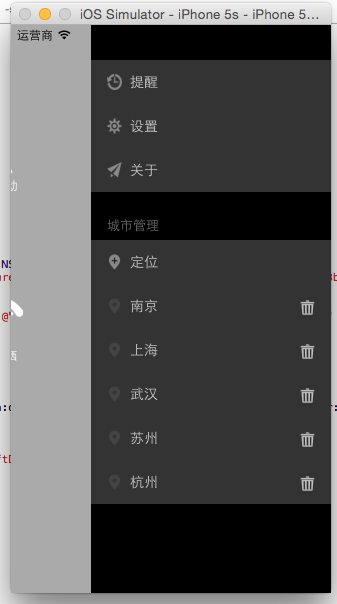 iOS Simulator - iPhone 5s - iPhone 5...
运营商
提醒
设置
关于
城市管理
定位
南京
上海
武汉
苏州
杭州